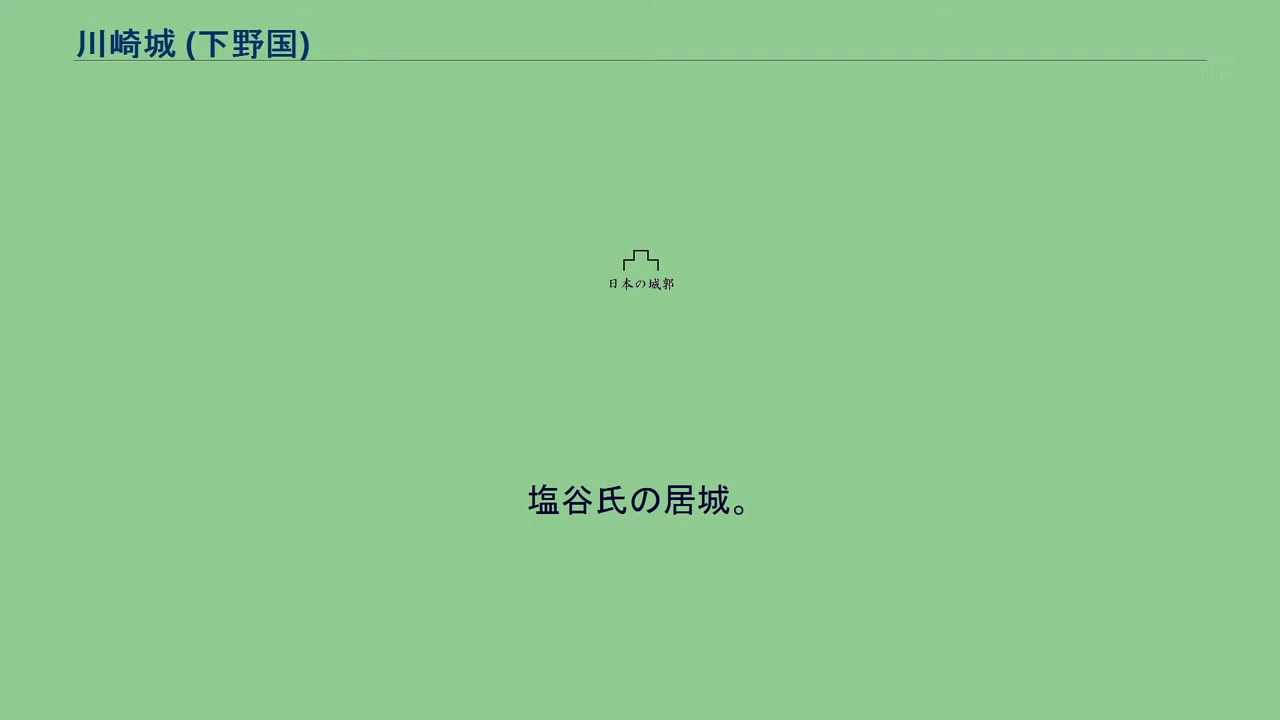 川崎城 (下野国)
日本の城郭
塩谷氏の居城。